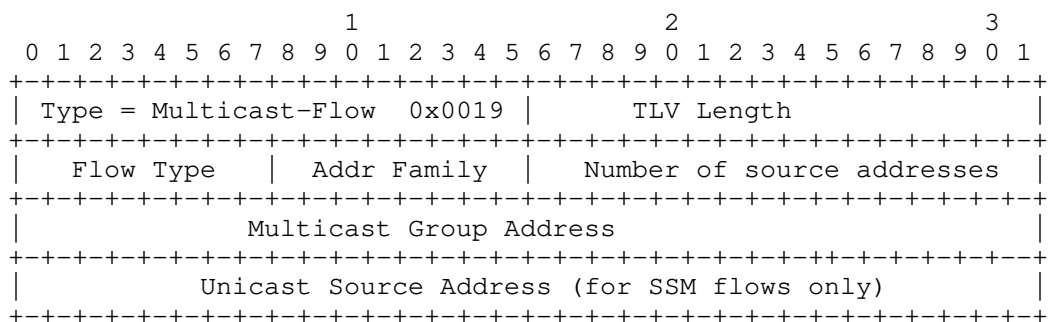 1                   2                   3
 0 1 2 3 4 5 6 7 8 9 0 1 2 3 4 5 6 7 8 9 0 1 2 3 4 5 6 7 8 9 0 1
+-+-+-+-+-+-+-+-+-+-+-+-+-+-+-+-+-+-+-+-+-+-+-+-+-+-+-+-+-+-+-+-+
| Type = Multicast-Flow  0x0019 |      TLV Length               |
+-+-+-+-+-+-+-+-+-+-+-+-+-+-+-+-+-+-+-+-+-+-+-+-+-+-+-+-+-+-+-+-+
|   Flow Type   |  Addr Family  |   Number of source addresses  |
+-+-+-+-+-+-+-+-+-+-+-+-+-+-+-+-+-+-+-+-+-+-+-+-+-+-+-+-+-+-+-+-+
|              Multicast Group Address                          |
+-+-+-+-+-+-+-+-+-+-+-+-+-+-+-+-+-+-+-+-+-+-+-+-+-++-+-+-+-+-+--+
|           Unicast Source Address (for SSM flows only)         |
+-+-+-+-+-+-+-+-+-+-+-+-+-+-+-+-+-+-+-+-+-+-+-+-+-+-+-+-+-+-+-+-+